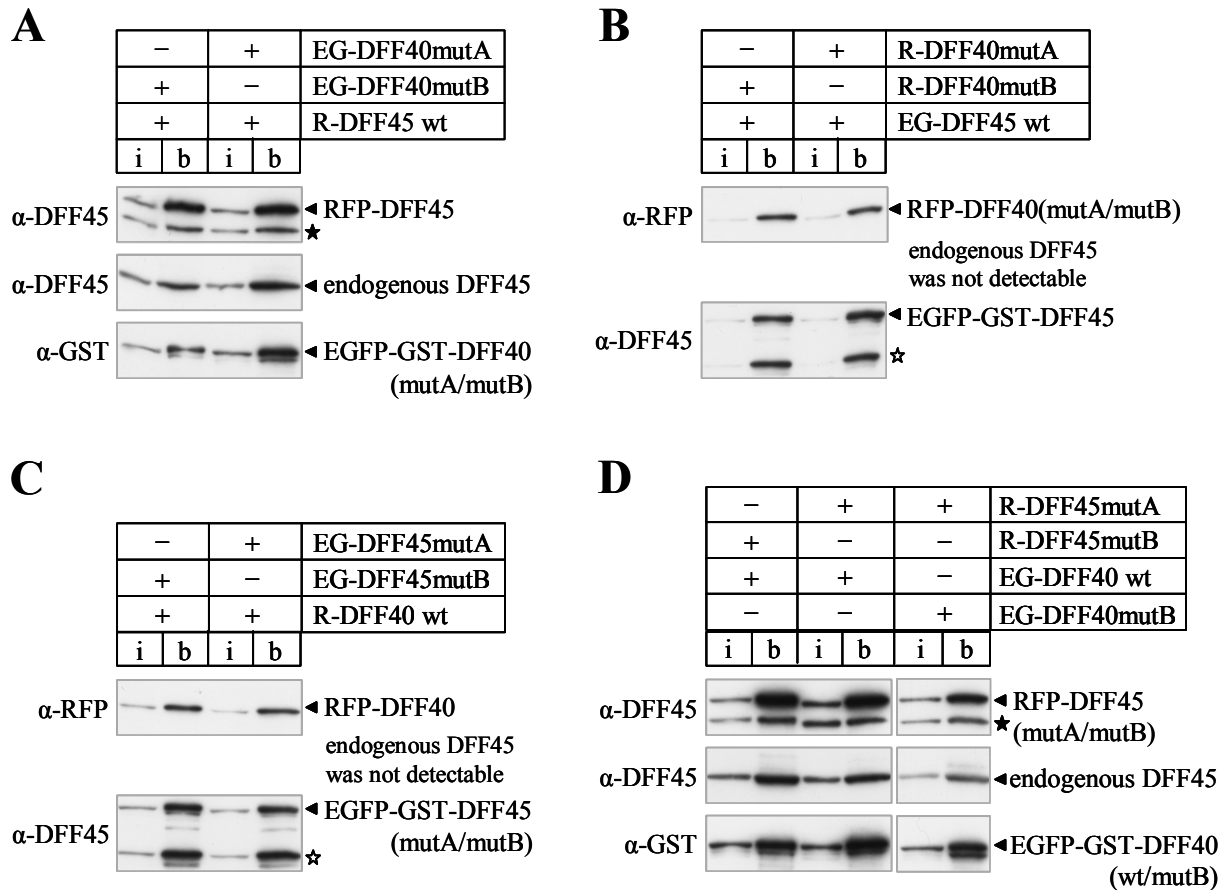 A
− + EG-DFF40mutA
+ − EG-DFF40mutB
+ + R-DFF45 wt
i b i b
α-DFF45 ◄RFP-DFF45
★
α-DFF45 ◄endogenous DFF45
α-GST ◄EGFP-GST-DFF40
(mutA/mutB)
B
− + R-DFF40mutA
+ − R-DFF40mutB
+ + EG-DFF45 wt
i b i b
α-RFP ◄RFP-DFF40(mutA/mutB)
endogenous DFF45
was not detectable
◄EGFP-GST-DFF45
α-DFF45
☆
C
− + EG-DFF45mutA
+ − EG-DFF45mutB
+ + R-DFF40 wt
i b i b
α-RFP ◄RFP-DFF40
endogenous DFF45
was not detectable
◄EGFP-GST-DFF45
α-DFF45 (mutA/mutB)
☆
D
− + + R-DFF45mutA
+ − − R-DFF45mutB
+ + − EG-DFF40 wt
− − + EG-DFF40mutB
i b i b i b
α-DFF45 ◄RFP-DFF45
★(mutA/mutB)
α-DFF45 ◄endogenous DFF45
α-GST ◄EGFP-GST-DFF40
(wt/mutB)